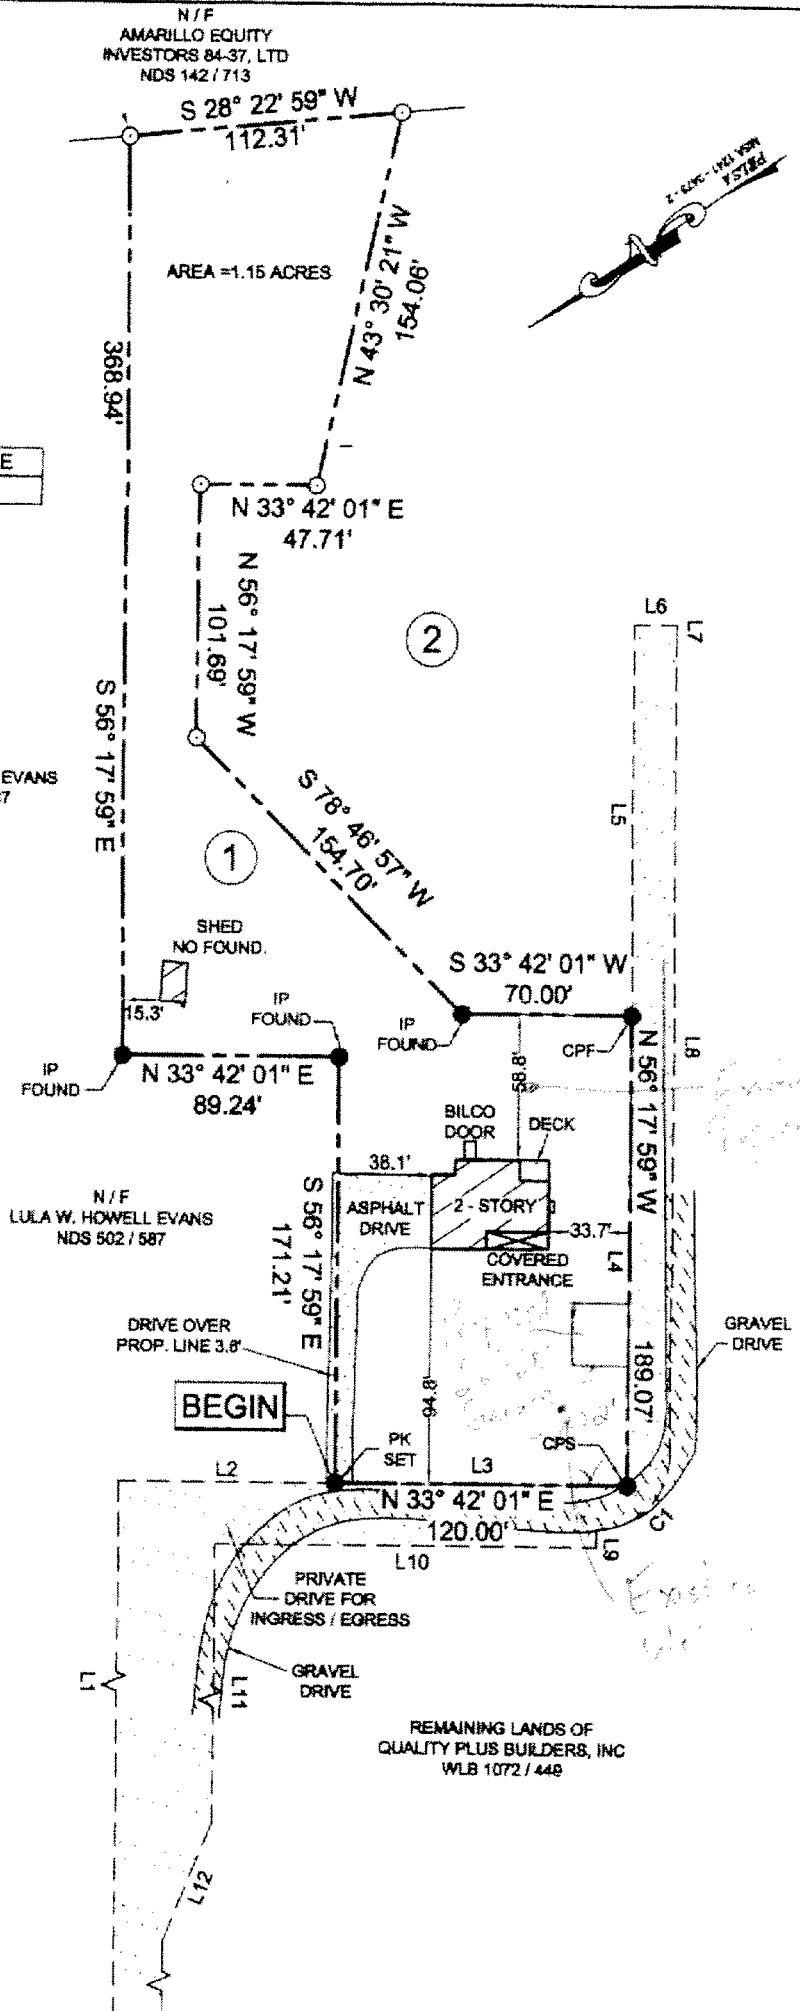 N / F
AMARILLO EQUITY
INVESTORS 84-37, LTD
NDS 142 / 713
S 28° 22' 59" W
112.31'
N
AREA =1.15 ACRES
N 43° 30' 21" W
154.06'
368.94'
E
N 33° 42' 01" E
47.71'
N 56° 17' 59" W
101.69'
2
L6
L7
S 56° 17' 59" E
EVANS
S 78° 46' 57" W
154.70'
L5
1
SHED
NO FOUND.
15.3'
S 33° 42' 01" W
70.00'
IP
FOUND
IP
FOUND
CPF
IP
FOUND
N 33° 42' 01" E
89.24'
58.8'
N 56° 17' 59" W
189.07'
L8
BILCO
DOOR
DECK
38.1'
ASPHALT
DRIVE
2 - STORY
33.7'
COVERED
ENTRANCE
L4
N / F
LULA W. HOWELL EVANS
NDS 502 / 587
S 56° 17' 59" E
171.21'
DRIVE OVER
PROP. LINE 3.8'
GRAVEL
DRIVE
94.8'
BEGIN
PK
SET
CPS
L2
L3
N 33° 42' 01" E
120.00'
C1
L9
L10
PRIVATE
DRIVE FOR
INGRESS / EGRESS
GRAVEL
DRIVE
L1
L11
REMAINING LANDS OF
QUALITY PLUS BUILDERS, INC
WLB 1072 / 449
L12